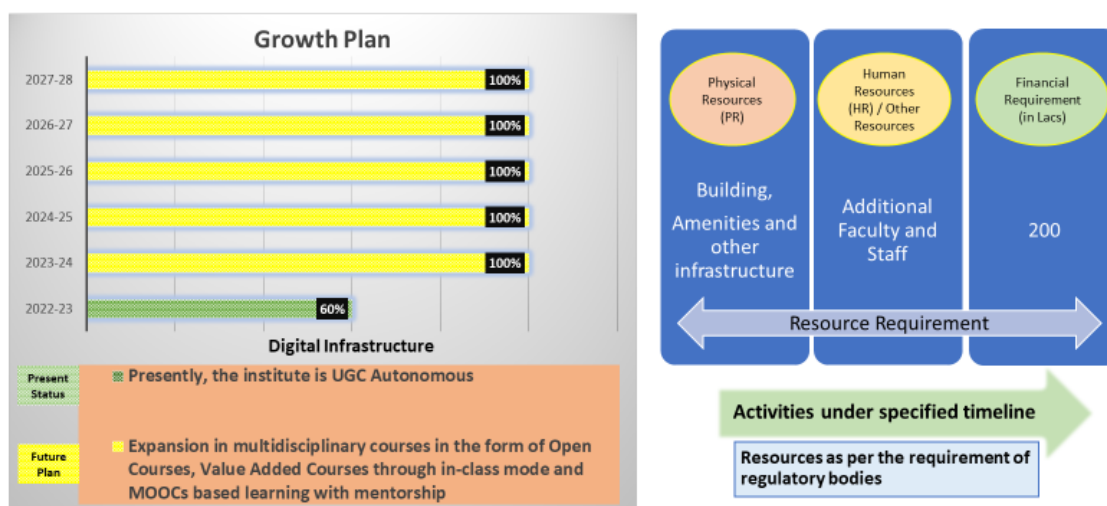 Growth Plan
2027-28
100%
2026-27
100%
2025-26
100%
2024-25
100%
2023-24
100%
2022-23
60%
Digital Infrastructure
Present
Status
Presently, the institute is UGC Autonomous
Future
Plan
Expansion in multidisciplinary courses in the form of Open
Courses, Value Added Courses through in-class mode and
MOOCs based learning with mentorship
Physical
Resources
(PR)
Human
Resources
(HR) / Other
Resources
Financial
Requirement
(in Lacs)
Building,
Amenities and
other
infrastructure
Additional
Faculty and
Staff
200
Resource Requirement
Activities under specified timeline
Resources as per the requirement of
regulatory bodies